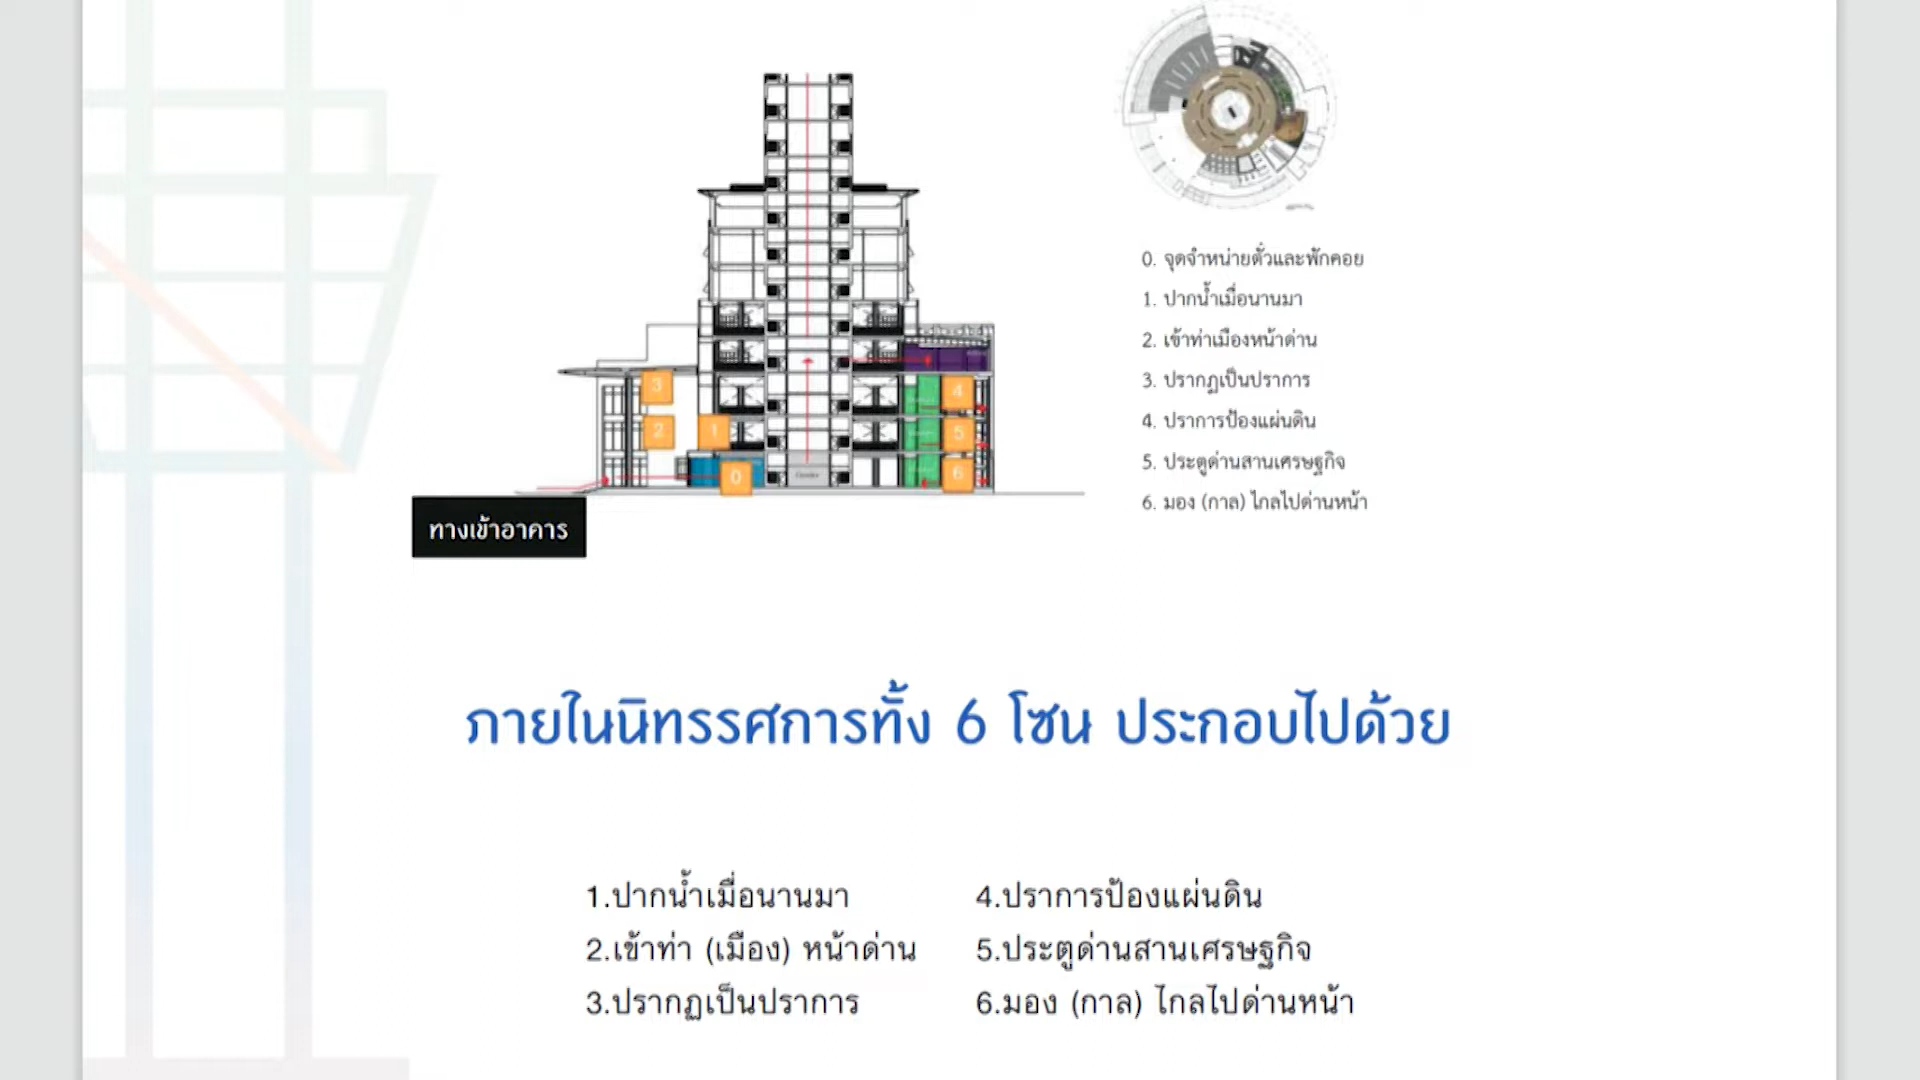 0. จุดจำหน่ายตั๋วและพักคอย
1. ปากน้ำเมื่อนานมา
2. เข้าท่าเมืองหน้าด่าน
3. ปรากฏเป็นปราการ
4. ปราการป้องแผ่นดิน
5. ประตูด่านสานเศรษฐกิจ
6. มอง (กาล) ไกลไปด่านหน้า
3
4
2
1
5
0
6
ทางเข้าอาคาร
ภายในนิทรรศการทั้ง 6 โซน ประกอบไปด้วย
1.ปากน้ำเมื่อนานมา
2.เข้าท่า (เมือง) หน้าด่าน
3.ปรากฏเป็นปราการ
4.ปราการป้องแผ่นดิน
5.ประตูด่านสานเศรษฐกิจ
6.มอง (กาล) ไกลไปด่านหน้า